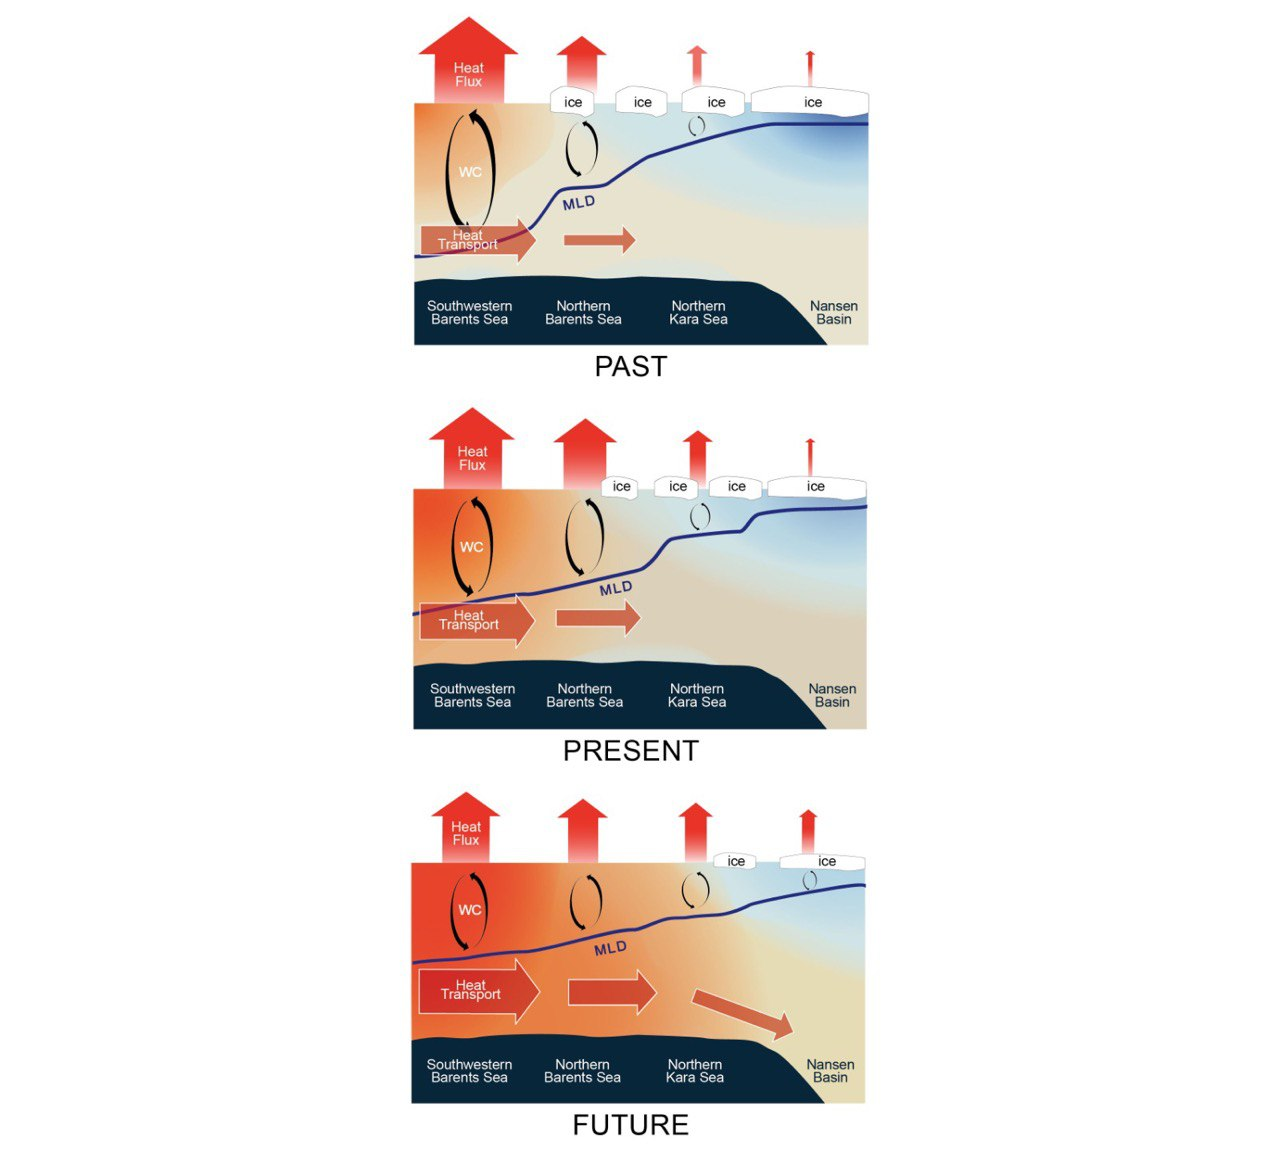 Heat
Flux
ice
ice
ice
ice
WC
MLD
Heat
Transport
Southwestern
Barents Sea
Northern
Barents Sea
Northern
Kara Sea
Nansen
Basin
PAST
Heat
Flux
ice
ice
ice
ice
WC
MLD
Heat
Transport
Southwestern
Barents Sea
Northern
Barents Sea
Northern
Kara Sea
Nansen
Basin
PRESENT
Heat
Flux
ice
ice
WC
MLD
Heat
Transport
Southwestern
Barents Sea
Northern
Barents Sea
Northern
Kara Sea
Nansen
Basin
FUTURE